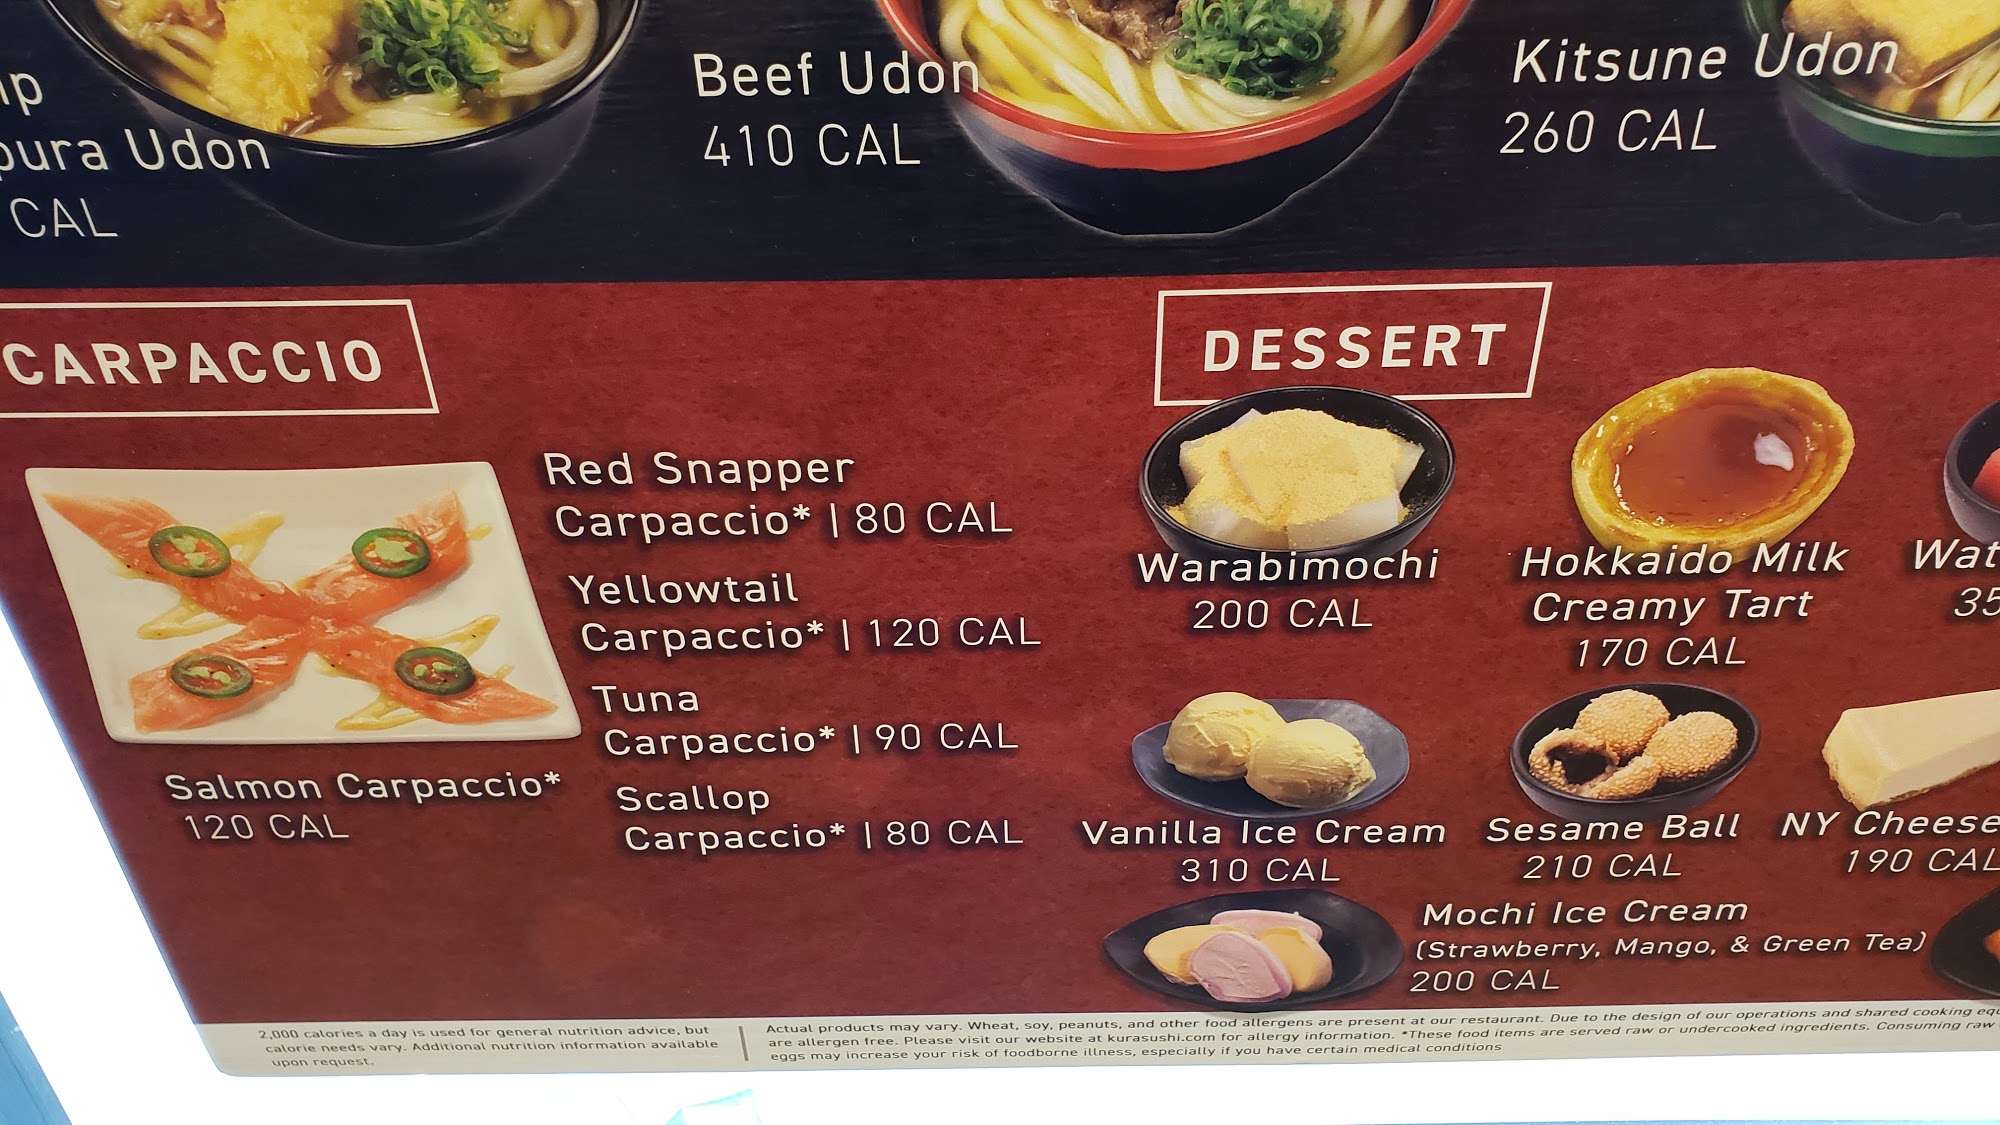 Udon
CAL
Beef Udon
410 CAL
Kitsune Udon
260 CAL
CARPACCIO
Salmon Carpaccio*
120 CAL
Red Snapper
Carpaccio* | 80 CAL
Yellowtail
Carpaccio* | 120 CAL
Tuna
Carpaccio* | 90 CAL
Scallop
Carpaccio* | 80 CAL
DESSERT
Warabimochi
200 CAL
Hokkaido Milk
Creamy Tart
170 CAL
Vanilla Ice Cream
310 CAL
Sesame Ball
210 CAL
NY Cheese
190 CAL
Mochi Ice Cream
(Strawberry, Mango, & Green Tea)
200 CAL
2,000 calories a day is used for general nutrition advice, but
calorie needs vary. Additional nutrition information available
upon request.
Actual products may vary. Wheat, soy, peanuts, and other food allergens are present at our restaurant. Due to the design of our operations and shared cooking
are allergen free. Please visit our website at kurasushi.com for allergy information. *These food items are served raw or undercooked ingredients. Consuming raw
eggs may increase your risk of foodborne illness, especially if you have certain medical conditions